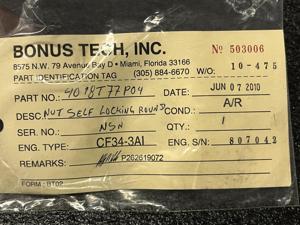 BONUS TECH, INC. Nº 503006
8575 N.W. 79 Avenue Bay D • Miami, Florida 33166
PART IDENTIFICATION TAG (305) 884-6670 W/O: 10-475
PART NO.: 4018T77P04 DATE: JUN 07 2010
DESC: NUT SELF LOCKING ROUND COND: A/R
SER. NO.: NSN QTY.: 1
ENG. TYPE: CF34-3A1 ENG. S/N: 807042
REMARKS: P262619072
FORM: BT02